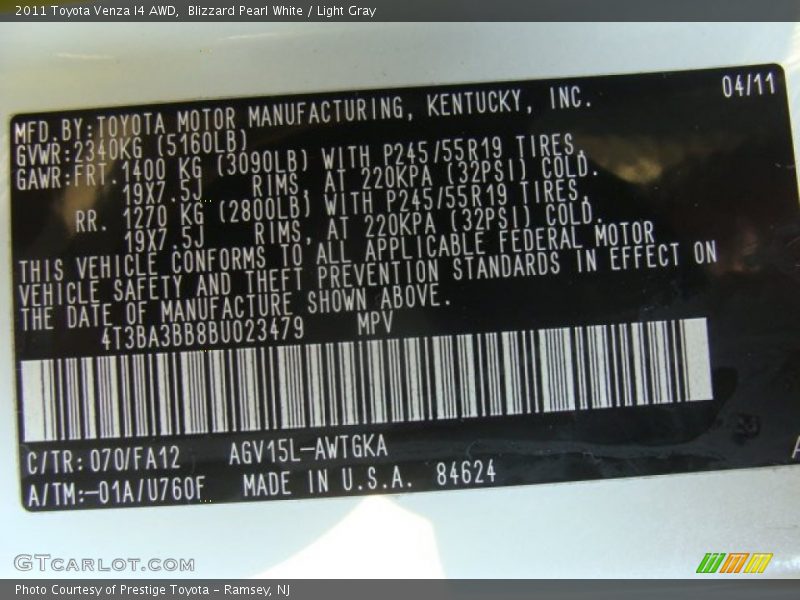 2011 Toyota Venza I4 AWD,  Blizzard Pearl White / Light Gray
04/11
MFD.BY:TOYOTA MOTOR MANUFACTURING, KENTUCKY, INC.
GVWR:2340KG (5160LB)
GAWR:FRT.1400 KG (3090LB) WITH P245/55R19 TIRES,
19X7.5J RIMS, AT 220KPA (32PSI) COLD.
RR. 1270 KG (2800LB) WITH P245/55R19 TIRES,
19X7.5J RIMS, AT 220KPA (32PSI) COLD.
THIS VEHICLE CONFORMS TO ALL APPLICABLE FEDERAL MOTOR
VEHICLE SAFETY AND THEFT PREVENTION STANDARDS IN EFFECT ON
THE DATE OF MANUFACTURE SHOWN ABOVE.
4T3BA3BB8BU023479 MPV
C/TR:070/FA12 AGV15L-AWTGKA
A/TM:-01A/U760F MADE IN U.S.A. 84624
A
GTCARLOT.COM
Photo Courtesy of Prestige Toyota - Ramsey, NJ